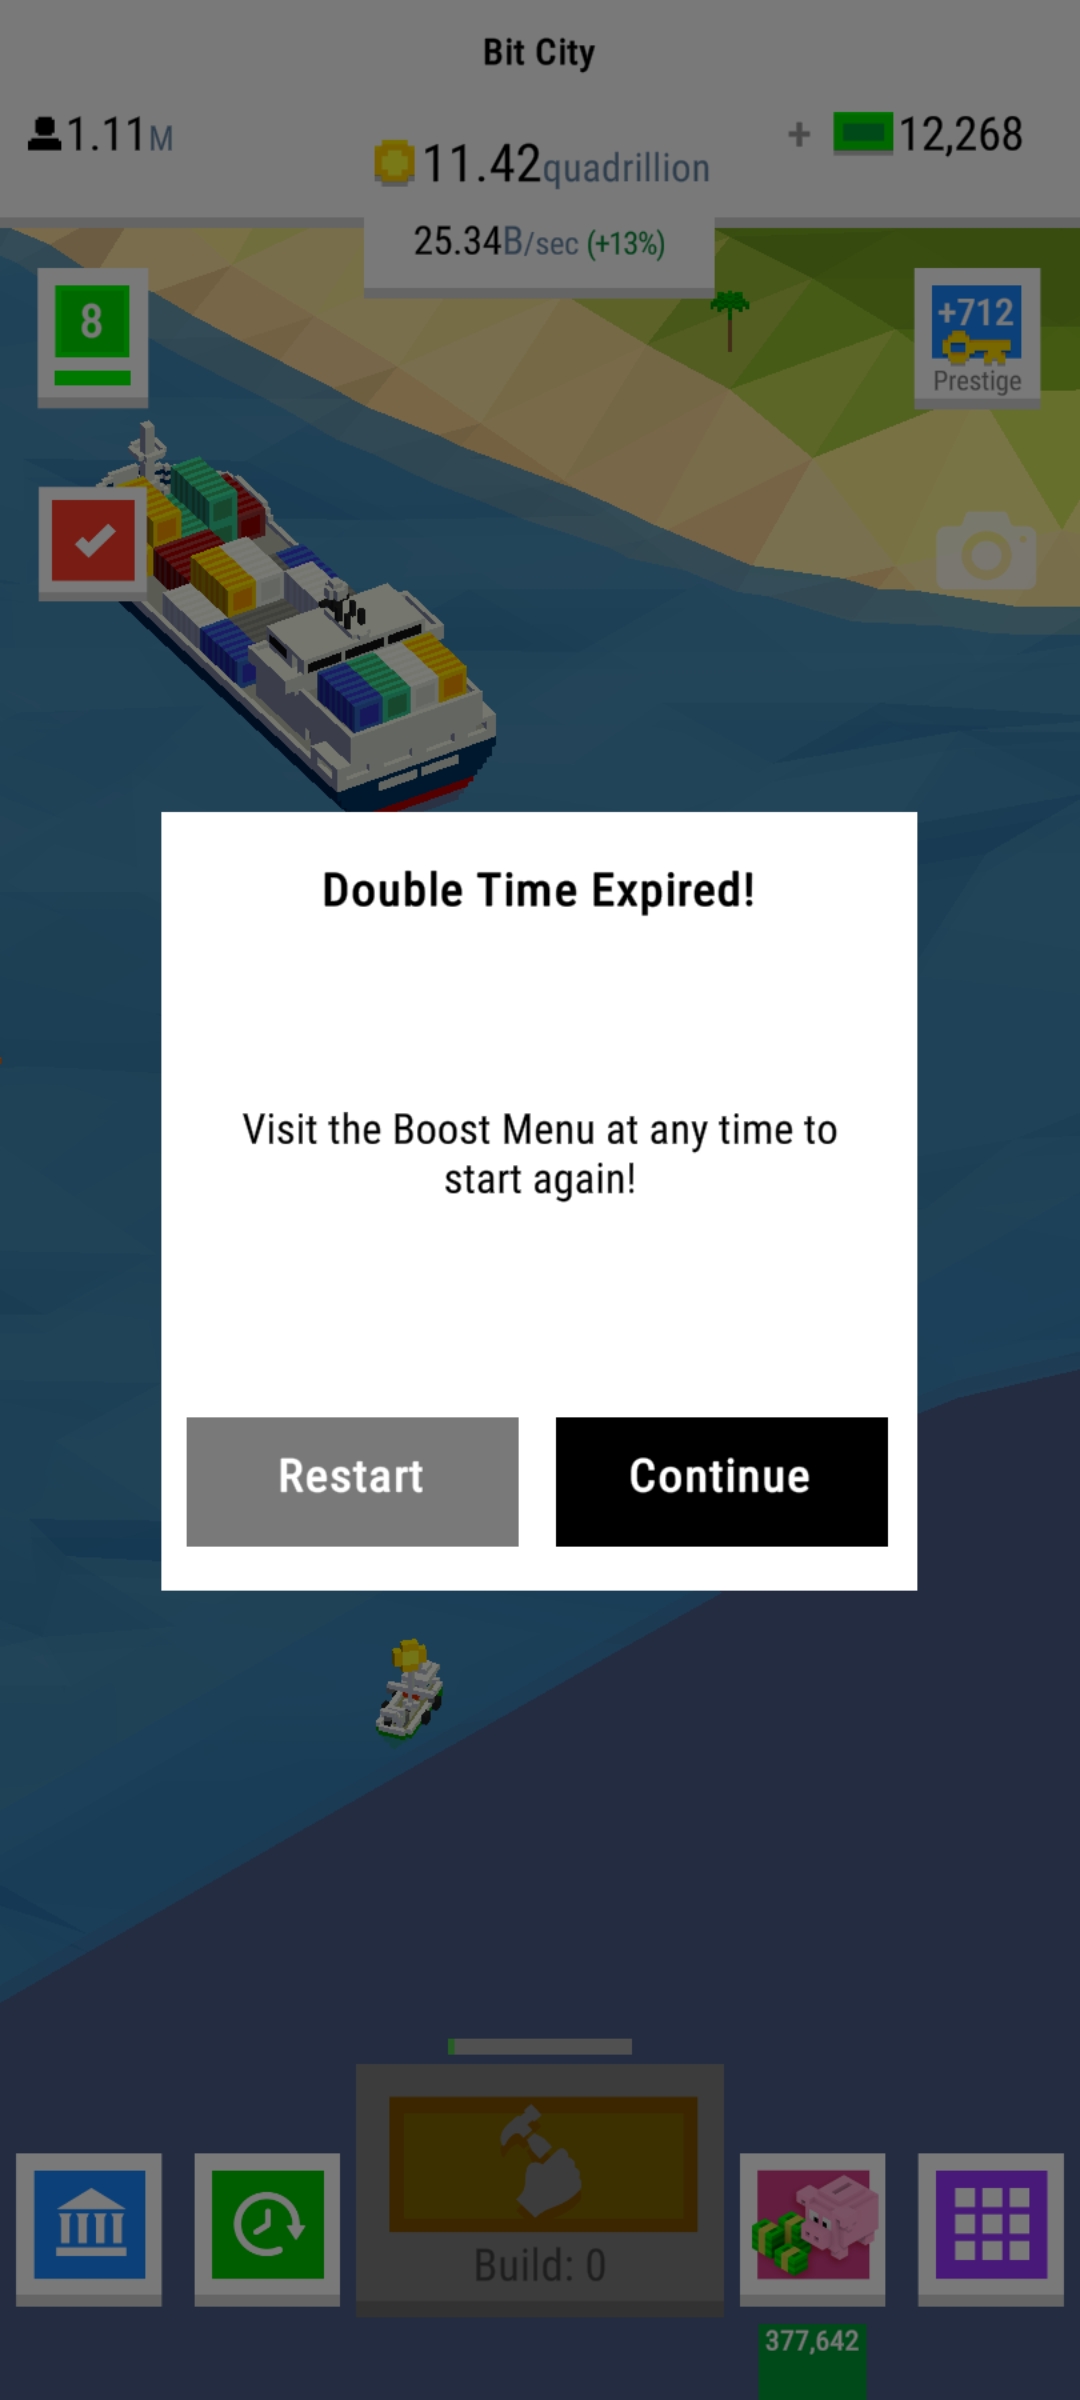 Bit City
1.11M
11.42quadrillion
+ 12,268
25.34B/sec (+13%)
8
+712
Prestige
Double Time Expired!
Visit the Boost Menu at any time to
start again!
Restart
Continue
Build: 0
377,642